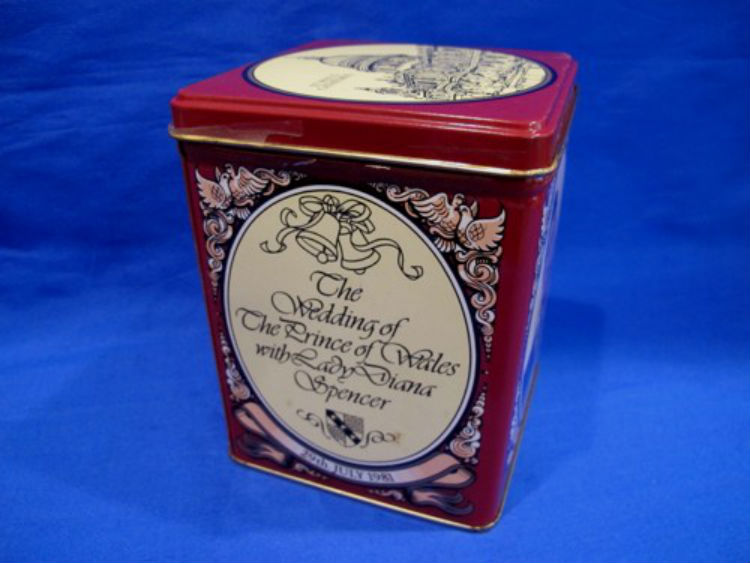 The
Wedding of
The Prince of Wales
with Lady Diana
Spencer
29th JULY 1981